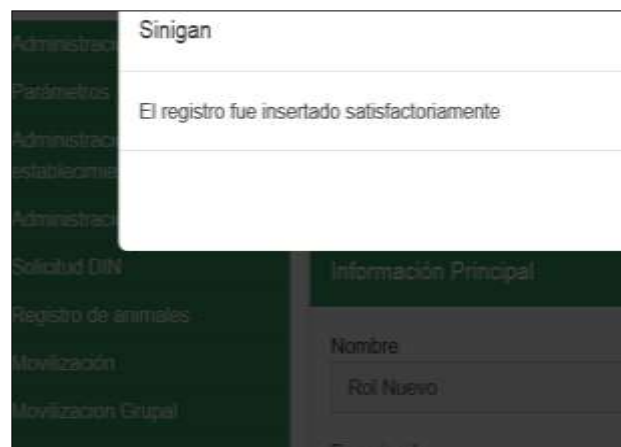 Sinigan
El registro fue insertado satisfactoriamente
Parámetros
Solicitud DIN
Registro de animales
Movilización
Movilizacion Grupal
Información Principal
Nombre
Rol Nuevo